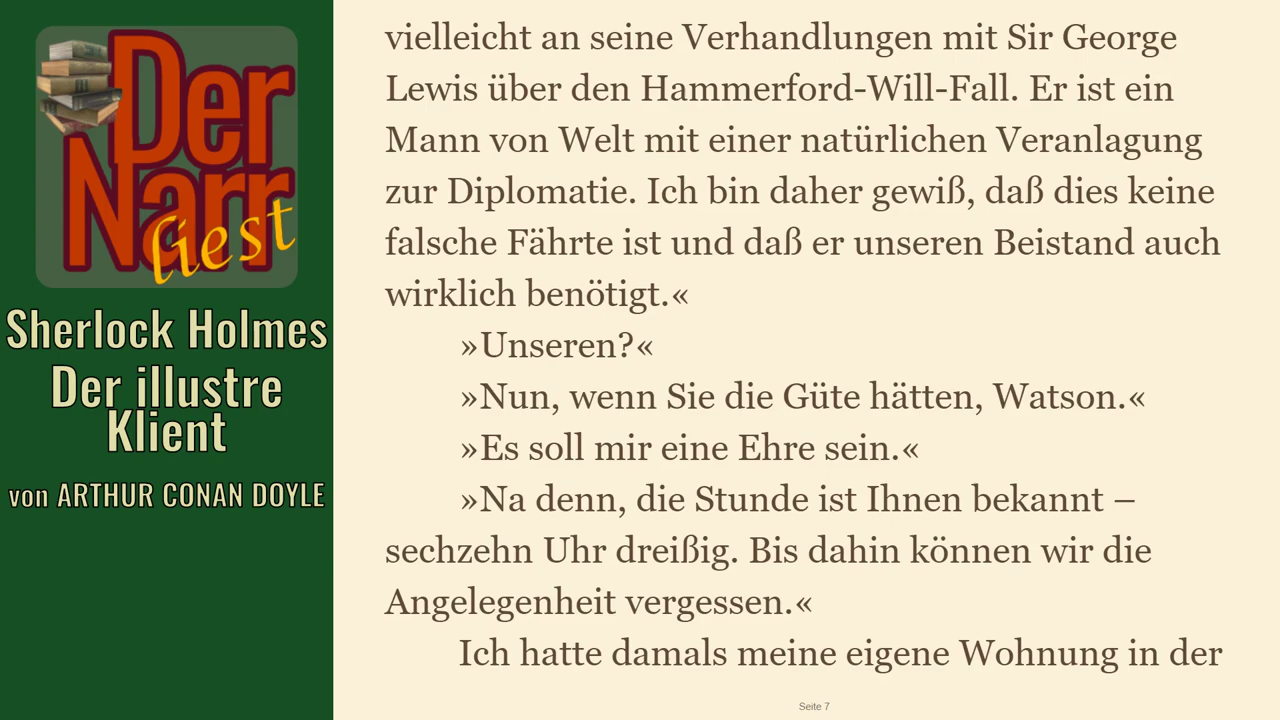 Der
Narr
liest
Sherlock Holmes
Der illustre
Klient
von ARTHUR CONAN DOYLE
vielleicht an seine Verhandlungen mit Sir George
Lewis über den Hammerford-Will-Fall. Er ist ein
Mann von Welt mit einer natürlichen Veranlagung
zur Diplomatie. Ich bin daher gewiß, daß dies keine
falsche Fährte ist und daß er unseren Beistand auch
wirklich benötigt.«
»Unseren?«
»Nun, wenn Sie die Güte hätten, Watson.«
»Es soll mir eine Ehre sein.«
»Na denn, die Stunde ist Ihnen bekannt –
sechzehn Uhr dreißig. Bis dahin können wir die
Angelegenheit vergessen.«
Ich hatte damals meine eigene Wohnung in der
Seite 7